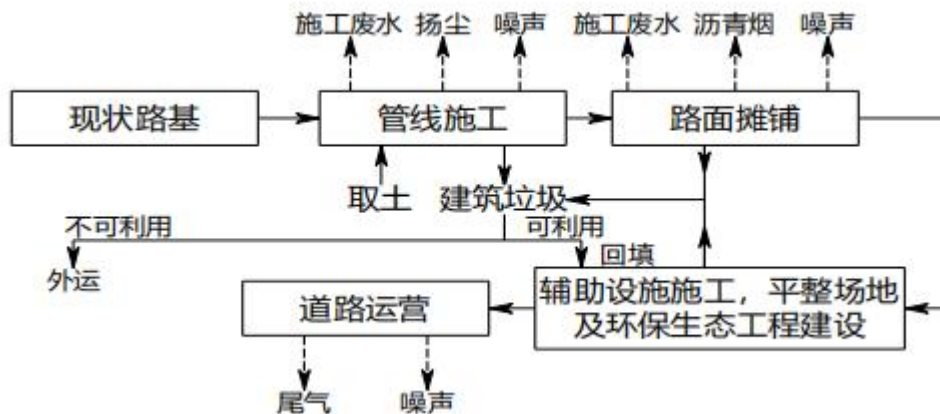 施工废水 扬尘 噪声 施工废水 沥青烟 噪声
现状路基 管线施工 路面摊铺
取土 建筑垃圾
不可利用 可利用
外运 回填
辅助设施施工，平整场地
及环保生态工程建设
道路运营
尾气 噪声